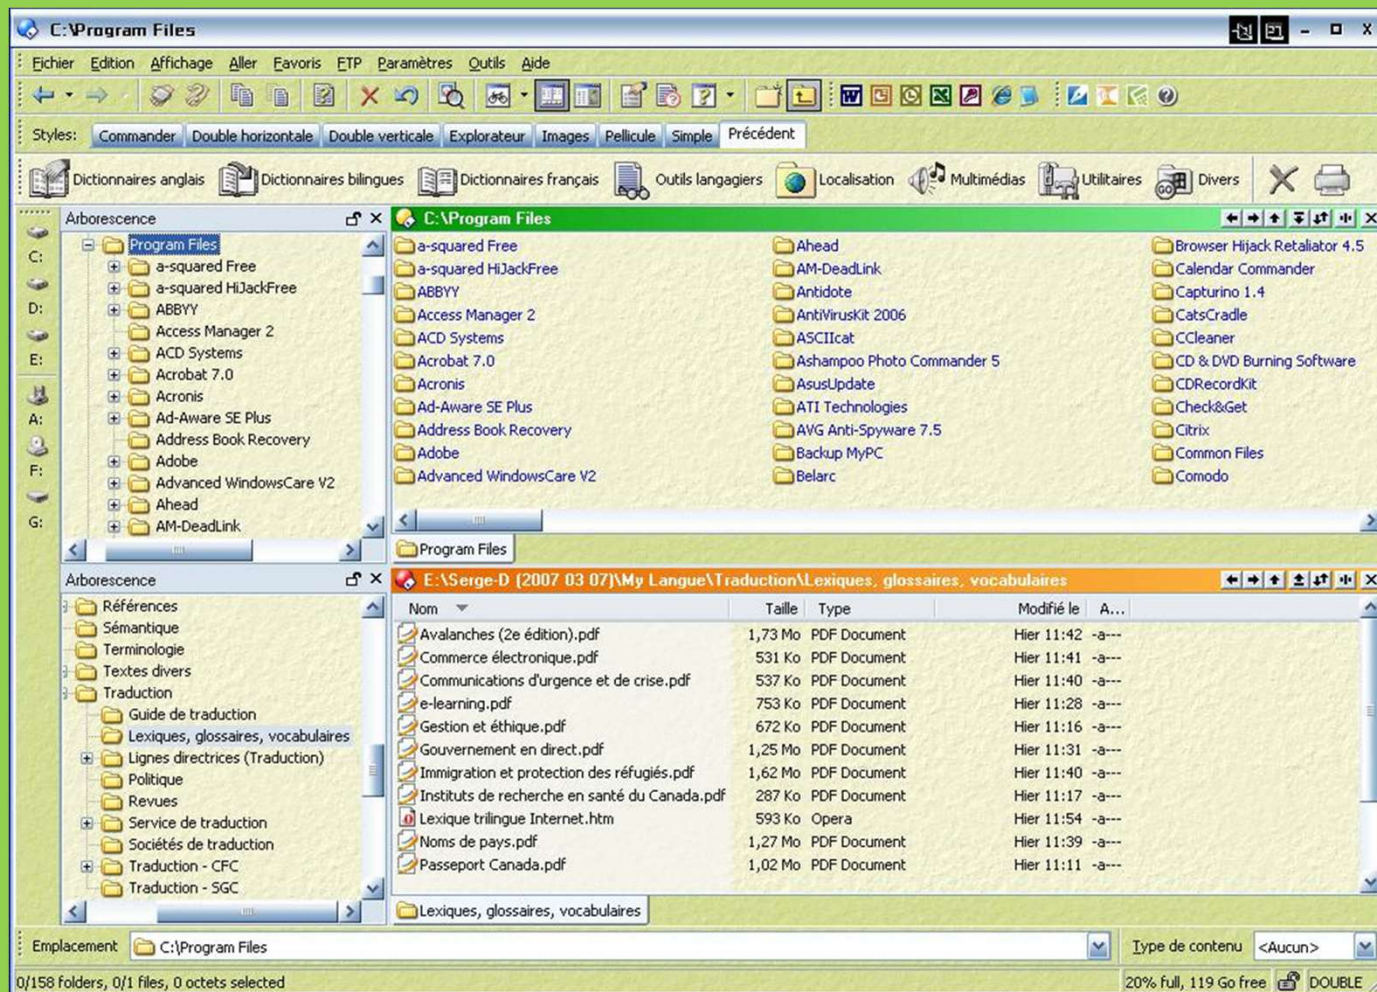 C:\Program Files
Fichier Edition Affichage Aller Favoris ETP Paramètres Outils Aide
Styles: Commander Double horizontale Double verticale Explorateur Images Pellicule Simple Précédent
Dictionnaires anglais Dictionnaires bilingues Dictionnaires français Outils langagiers Localisation Multimédias Utilitaires GO Divers
C:
D:
E:
A:
F:
G:
Arborescence
Program Files
a-squared Free
a-squared HiJackFree
ABBYY
Access Manager 2
ACD Systems
Acrobat 7.0
Acronis
Ad-Aware SE Plus
Address Book Recovery
Adobe
Advanced WindowsCare V2
Ahead
AM-DeadLink
C:\Program Files
a-squared Free
a-squared HiJackFree
ABBYY
Access Manager 2
ACD Systems
Acrobat 7.0
Acronis
Ad-Aware SE Plus
Address Book Recovery
Adobe
Advanced WindowsCare V2
Ahead
AM-DeadLink
Antidote
AntiVirusKit 2006
ASCIIcat
Ashampoo Photo Commander 5
AsusUpdate
ATI Technologies
AVG Anti-Spyware 7.5
Backup MyPC
Belarc
Browser Hijack Retaliator 4.5
Calendar Commander
Capturino 1.4
CatsCradle
CCleaner
CD & DVD Burning Software
CDRecordKit
Check&Get
Citrix
Common Files
Comodo
Program Files
Arborescence
Références
Sémantique
Terminologie
Textes divers
Traduction
Guide de traduction
Lexiques, glossaires, vocabulaires
Lignes directrices (Traduction)
Politique
Revues
Service de traduction
Sociétés de traduction
Traduction - CFC
Traduction - SGC
E:\Serge-D (2007 03 07)\My Langue\Traduction\Lexiques, glossaires, vocabulaires
Nom Taille Type Modifié le A...
Avalanches (2e édition).pdf 1,73 Mo PDF Document Hier 11:42 -a---
Commerce électronique.pdf 531 Ko PDF Document Hier 11:41 -a---
Communications d'urgence et de crise.pdf 537 Ko PDF Document Hier 11:40 -a---
e-learning.pdf 753 Ko PDF Document Hier 11:28 -a---
Gestion et éthique.pdf 672 Ko PDF Document Hier 11:16 -a---
Gouvernement en direct.pdf 1,25 Mo PDF Document Hier 11:31 -a---
Immigration et protection des réfugiés.pdf 1,62 Mo PDF Document Hier 11:40 -a---
Instituts de recherche en santé du Canada.pdf 287 Ko PDF Document Hier 11:17 -a---
Lexique trilingue Internet.htm 593 Ko Opera Hier 11:54 -a---
Noms de pays.pdf 1,27 Mo PDF Document Hier 11:39 -a---
Passeport Canada.pdf 1,02 Mo PDF Document Hier 11:11 -a---
Lexiques, glossaires, vocabulaires
Emplacement C:\Program Files Type de contenu <Aucun>
0/158 folders, 0/1 files, 0 octets selected 20% full, 119 Go free DOUBLE